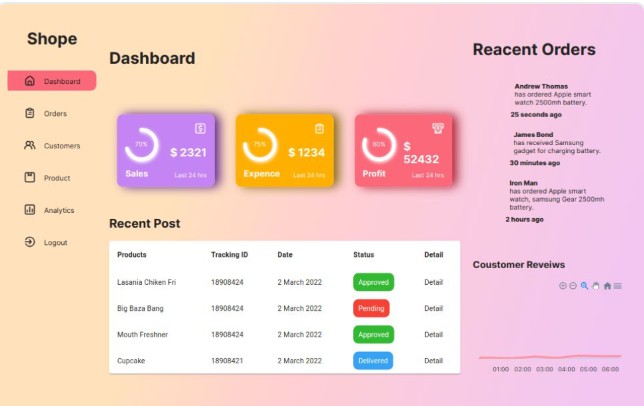 Shope
Dashboard
Orders
Customers
Product
Analytics
Logout
Dashboard
70%
$ 2321
Sales
Last 24 hrs
75%
$ 1234
Expence
Last 24 hrs
80%
$
52432
Profit
Last 24 hrs
Recent Post
Products Tracking ID Date Status Detail
Lasania Chiken Fri 18908424 2 March 2022 Approved Detail
Big Baza Bang 18908424 2 March 2022 Pending Detail
Mouth Freshner 18908424 2 March 2022 Approved Detail
Cupcake 18908421 2 March 2022 Delivered Detail
Reacent Orders
Andrew Thomas
has ordered Apple smart
watch 2500mh battery.
25 seconds ago
James Bond
has received Samsung
gadget for charging battery.
30 minutes ago
Iron Man
has ordered Apple smart
watch, samsung Gear 2500mh
battery.
2 hours ago
Coustomer Reveiws
01:00 02:00 03:00 04:00 05:00 06:00